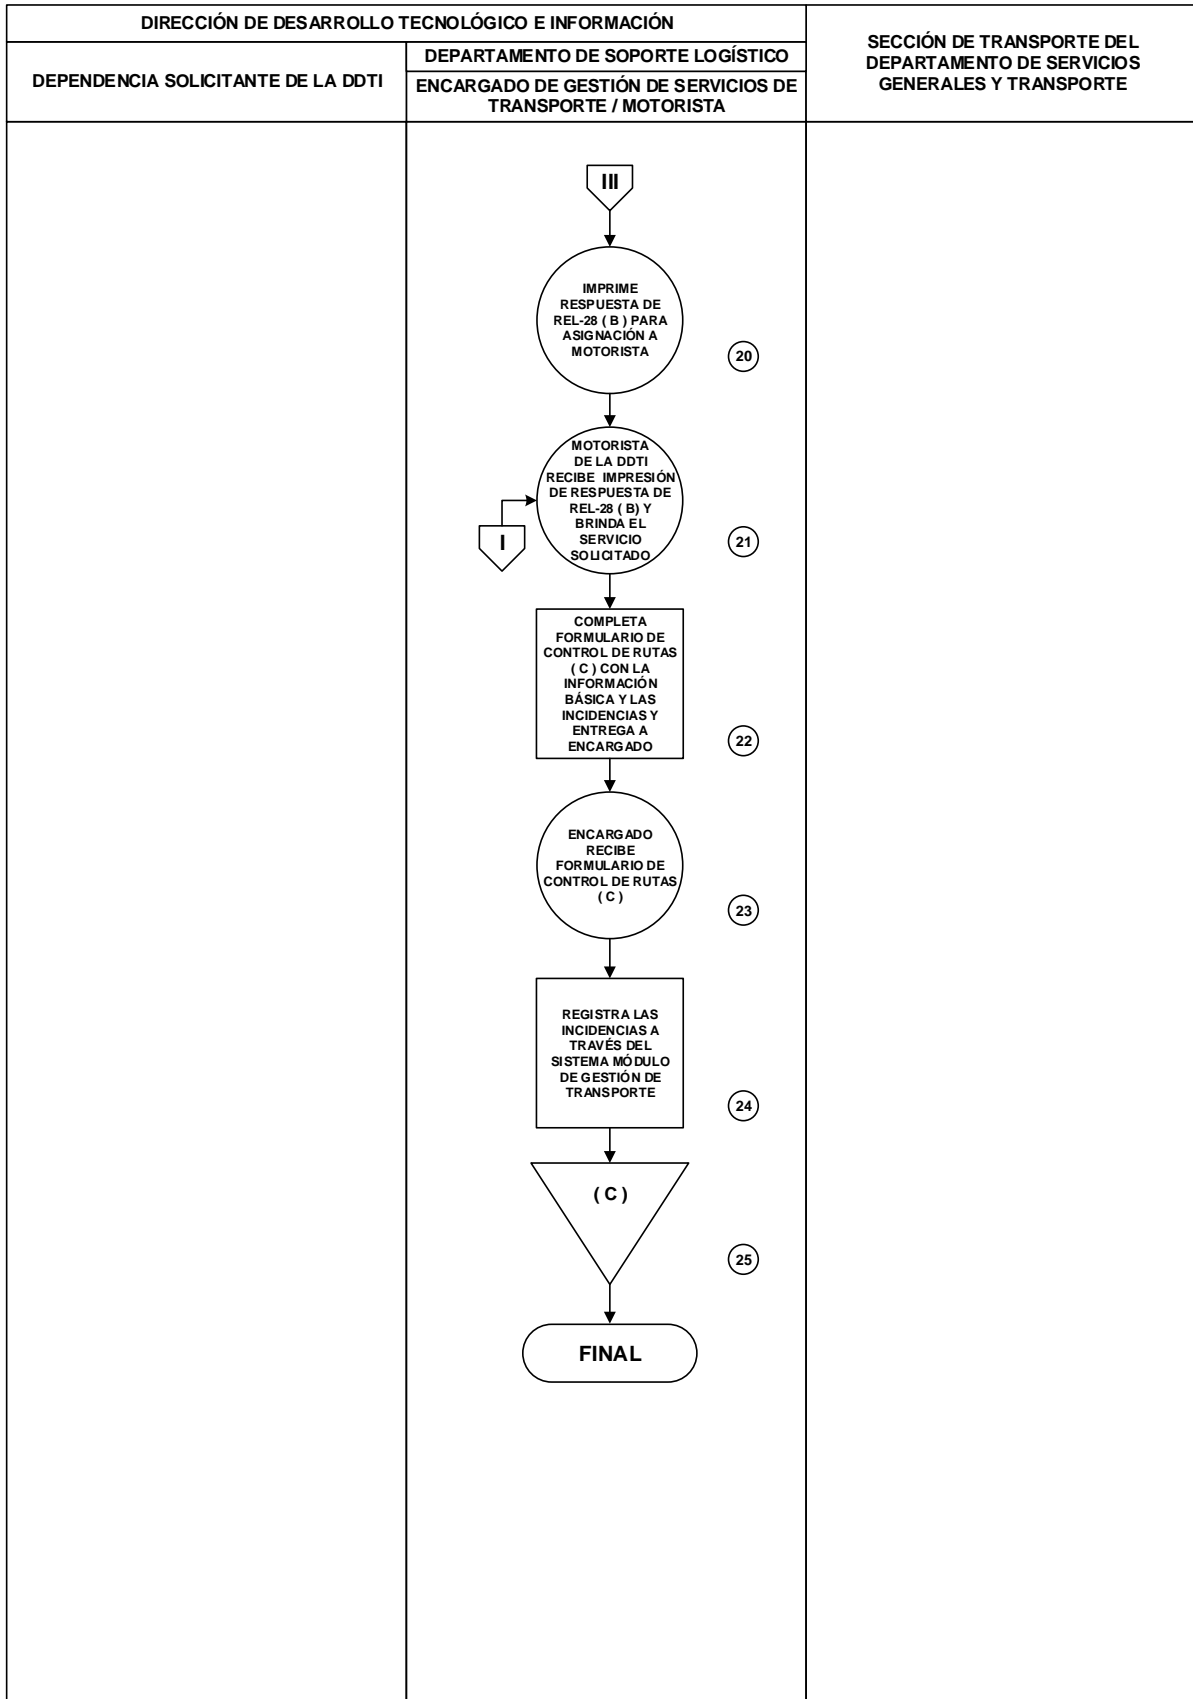 DIRECCIÓN DE DESARROLLO TECNOLÓGICO E INFORMACIÓN
DEPENDENCIA SOLICITANTE DE LA DDTI
DEPARTAMENTO DE SOPORTE LOGÍSTICO
ENCARGADO DE GESTIÓN DE SERVICIOS DE
TRANSPORTE / MOTORISTA
SECCIÓN DE TRANSPORTE DEL
DEPARTAMENTO DE SERVICIOS
GENERALES Y TRANSPORTE
III
IMPRIME
RESPUESTA DE
REL-28 ( B ) PARA
ASIGNACIÓN A
MOTORISTA
20
MOTORISTA
DE LA DDTI
RECIBE IMPRESIÓN
DE RESPUESTA DE
REL-28 ( B) Y
BRINDA EL
SERVICIO
SOLICITADO
I
21
COMPLETA
FORMULARIO DE
CONTROL DE RUTAS
( C ) CON LA
INFORMACIÓN
BÁSICA Y LAS
INCIDENCIAS Y
ENTREGA A
ENCARGADO
22
ENCARGADO
RECIBE
FORMULARIO DE
CONTROL DE RUTAS
( C )
23
REGISTRA LAS
INCIDENCIAS A
TRAVÉS DEL
SISTEMA MÓDULO
DE GESTIÓN DE
TRANSPORTE
24
( C )
25
FINAL